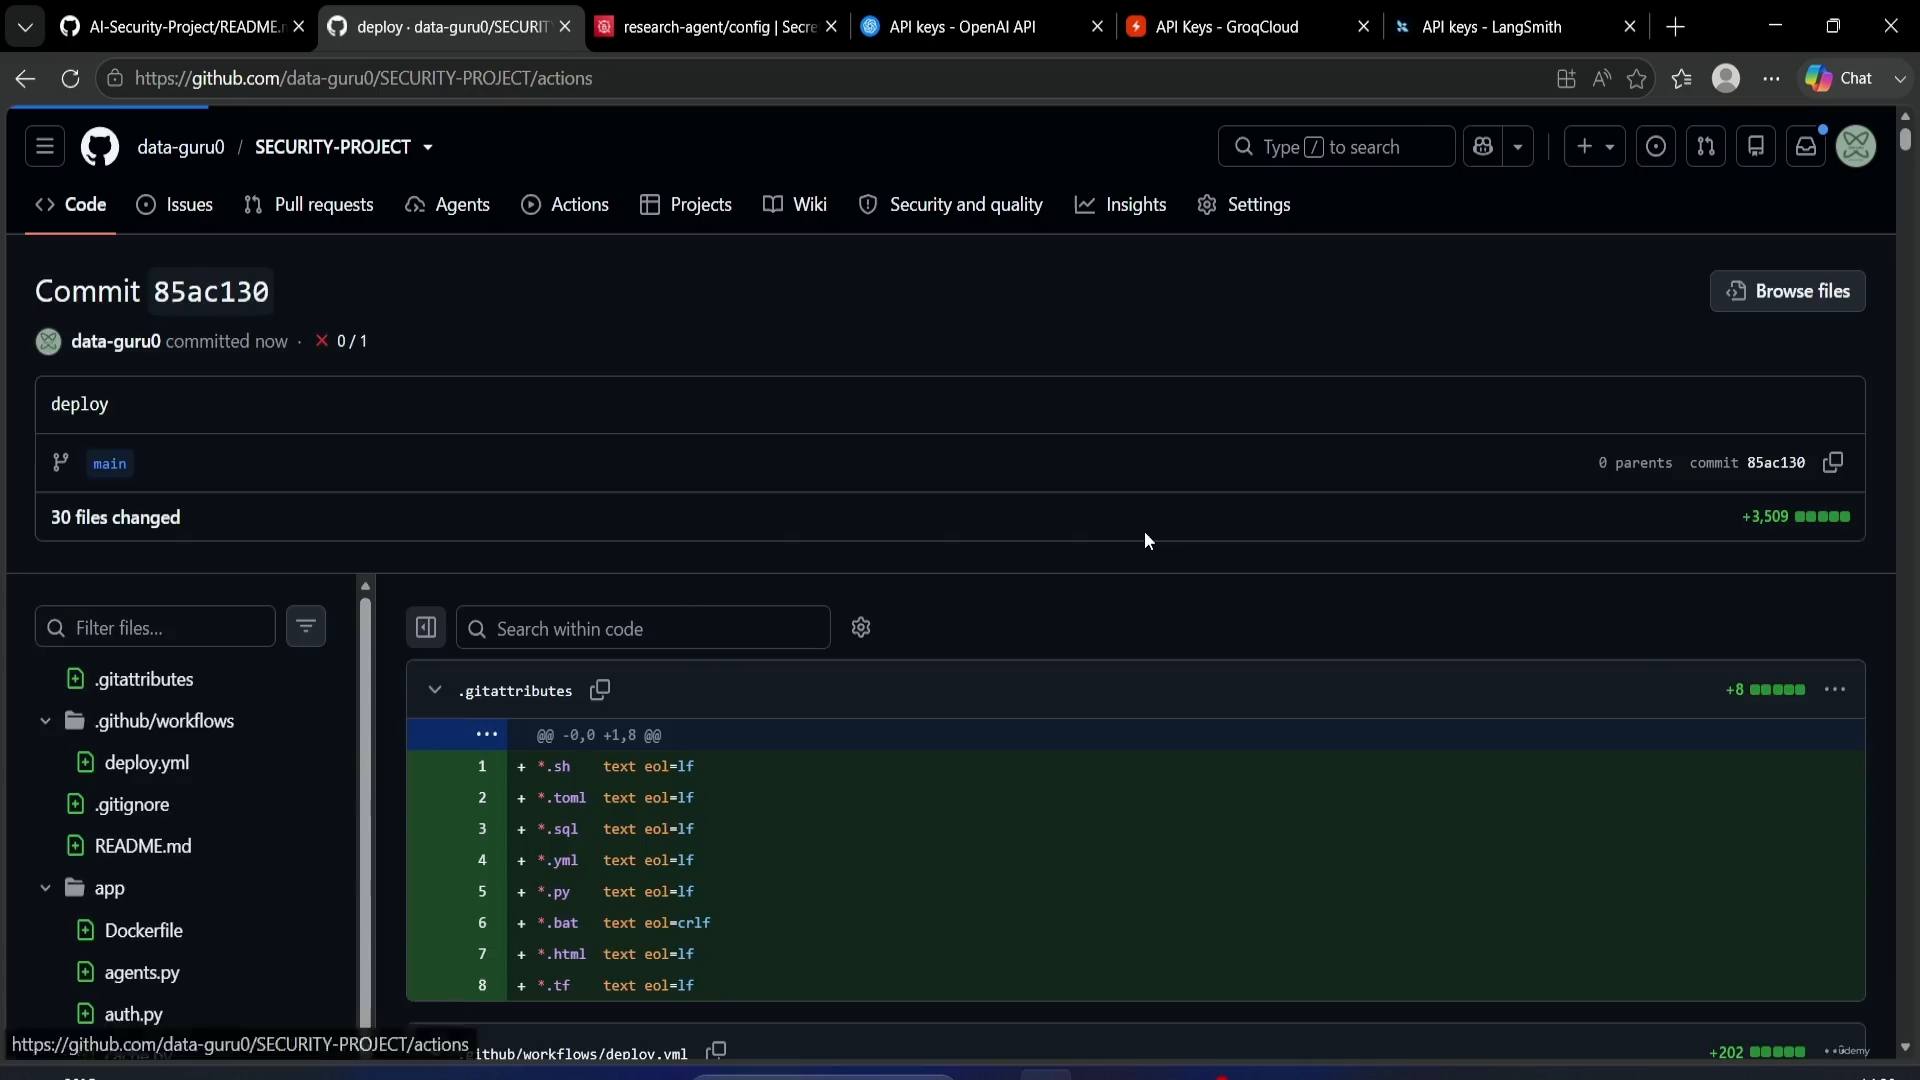 AI-Security-Project/README.m
deploy · data-guru0/SECURIT
research-agent/config | Secre
API keys - OpenAI API
API Keys - GroqCloud
API keys - LangSmith
https://github.com/data-guru0/SECURITY-PROJECT/actions
Chat
data-guru0 / SECURITY-PROJECT
Type / to search
Code
Issues
Pull requests
Agents
Actions
Projects
Wiki
Security and quality
Insights
Settings
Commit 85ac130
Browse files
data-guru0 committed now · 0 / 1
deploy
main
0 parents commit 85ac130
30 files changed
+3,509
Filter files...
Search within code
.gitattributes
.github/workflows
deploy.yml
.gitignore
README.md
app
Dockerfile
agents.py
auth.py
.gitattributes
+8
@@ -0,0 +1,8 @@
1 + *.sh text eol=lf
2 + *.toml text eol=lf
3 + *.sql text eol=lf
4 + *.yml text eol=lf
5 + *.py text eol=lf
6 + *.bat text eol=crlf
7 + *.html text eol=lf
8 + *.tf text eol=lf
ithub/workflows/deploy.yml
+202
udemy
https://github.com/data-guru0/SECURITY-PROJECT/actions